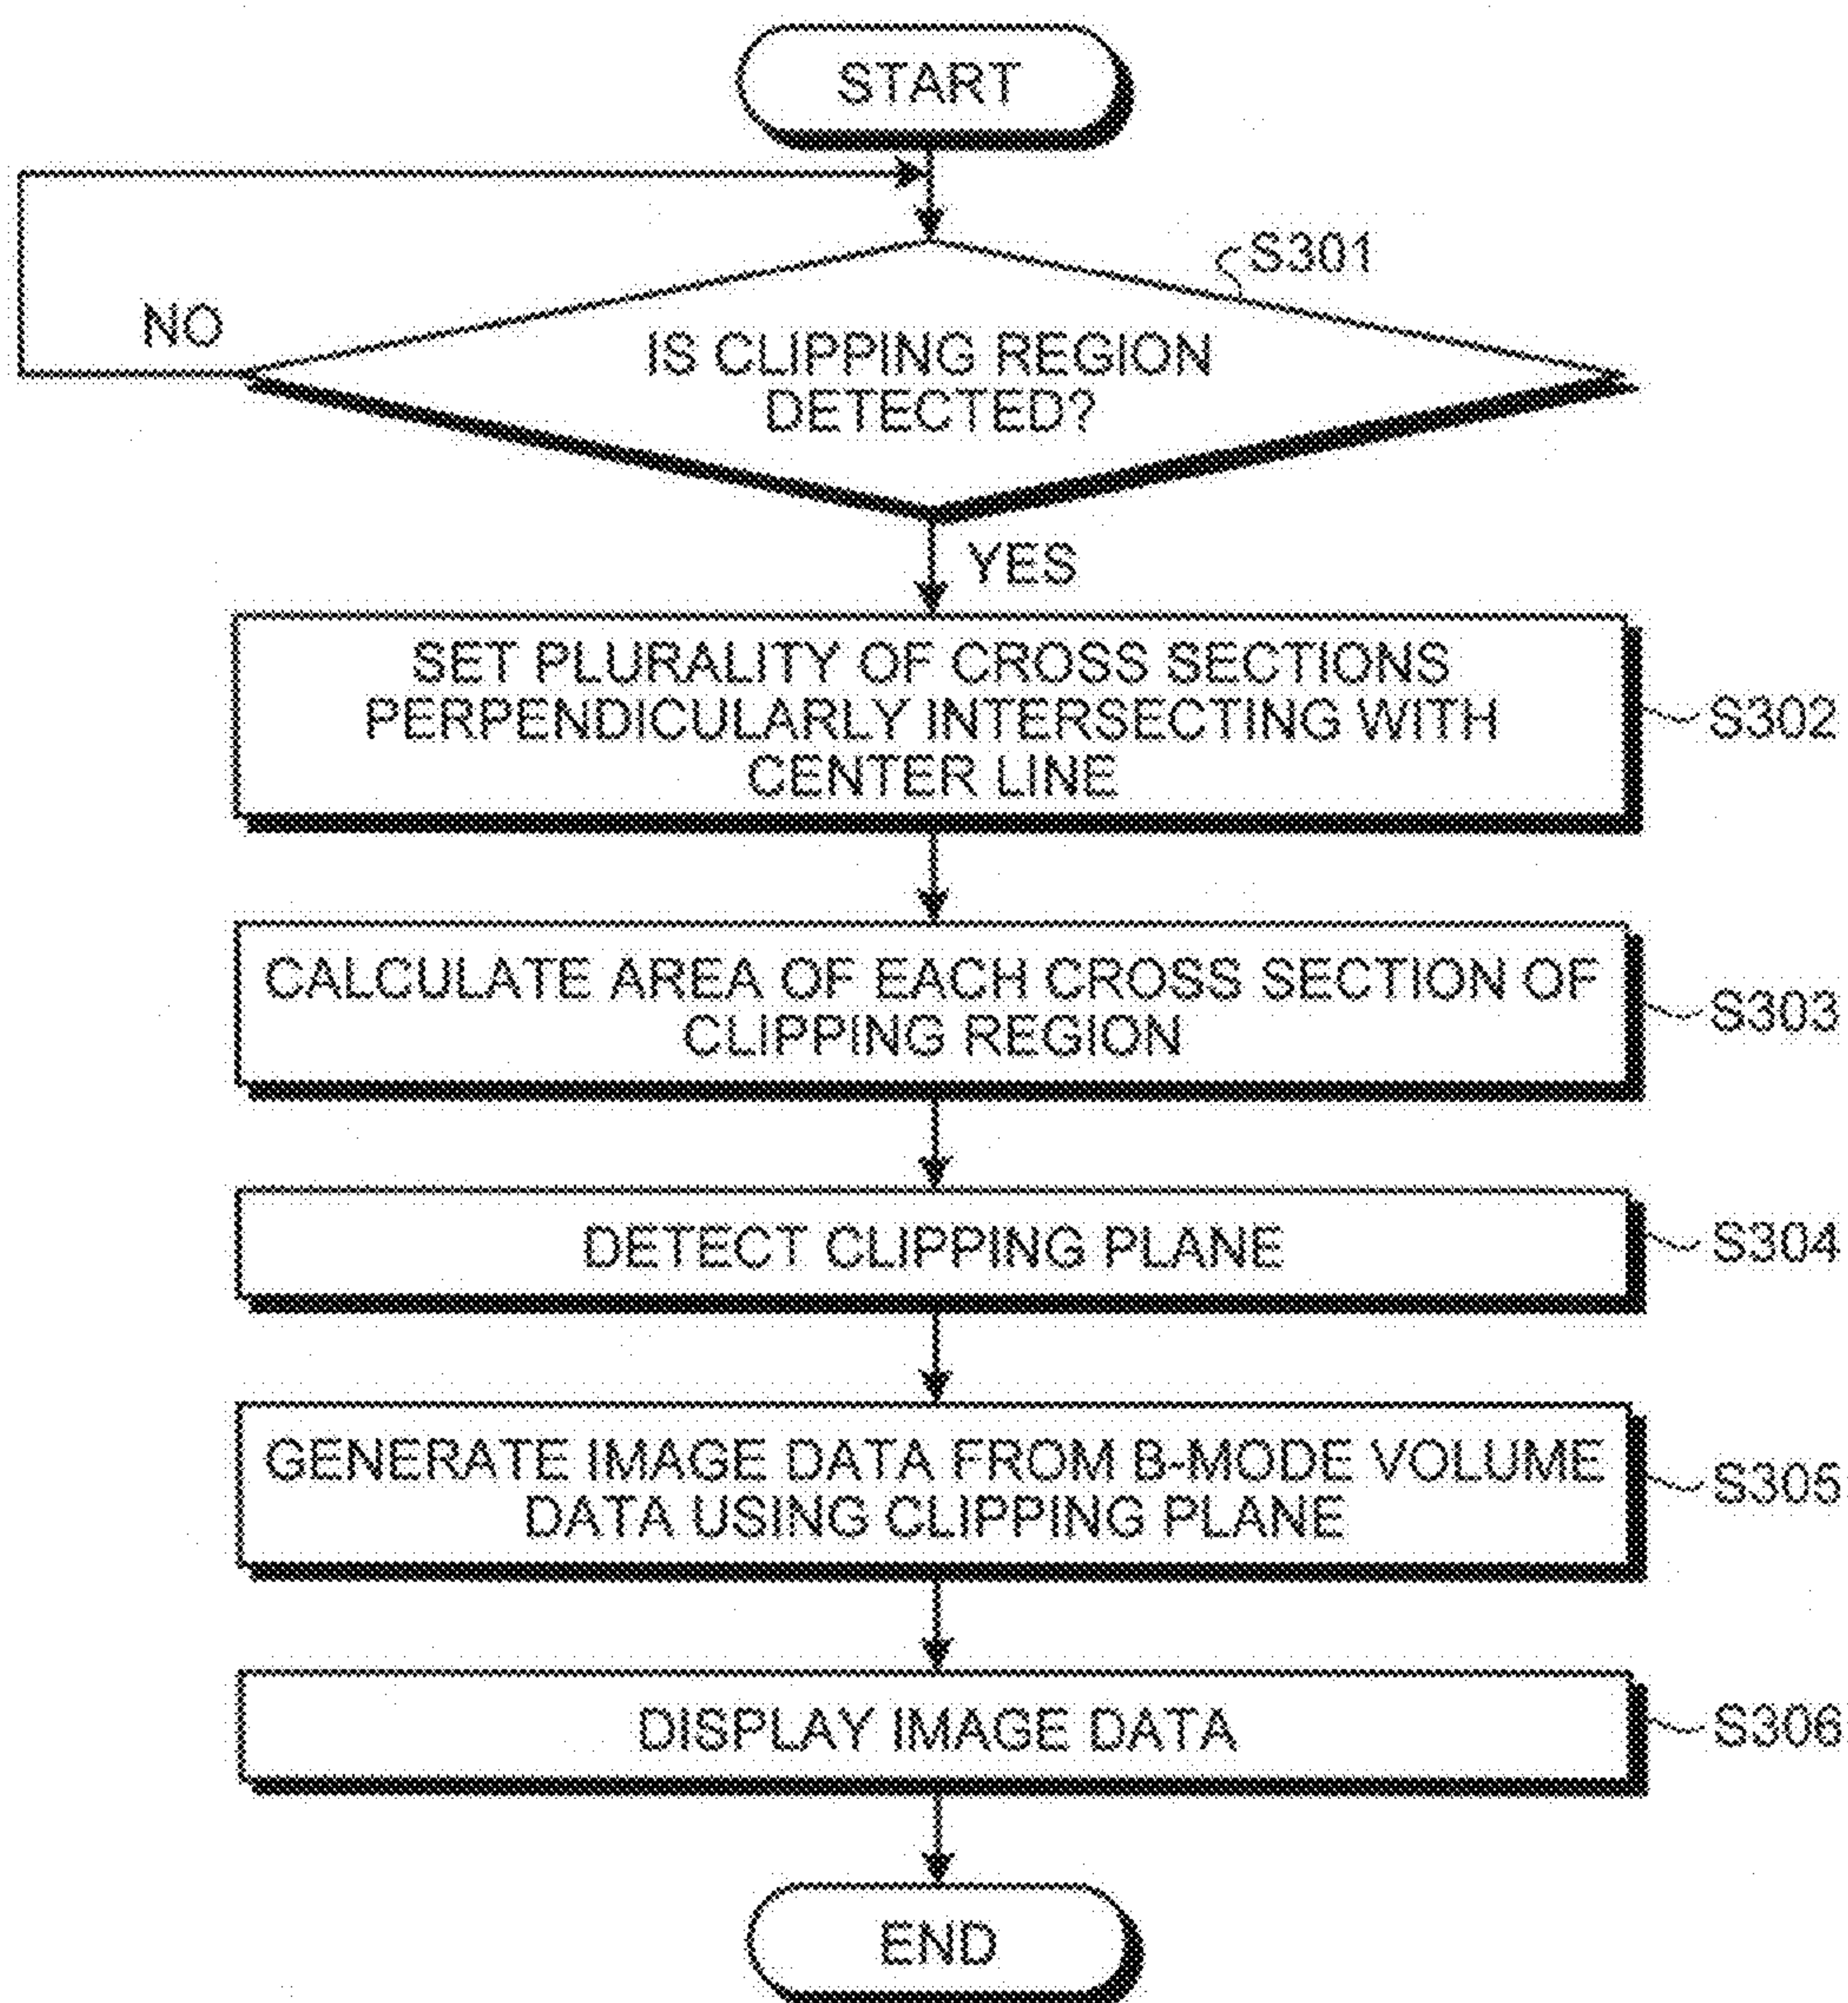 START
S301
NO
IS CLIPPING REGION
DETECTED?
YES
SET PLURALITY OF CROSS SECTIONS
PERPENDICULARLY INTERSECTING WITH
CENTER LINE
S302
CALCULATE AREA OF EACH CROSS SECTION OF
CLIPPING REGION
S303
DETECT CLIPPING PLANE
S304
GENERATE IMAGE DATA FROM B-MODE VOLUME
DATA USING CLIPPING PLANE
S305
DISPLAY IMAGE DATA
S306
END